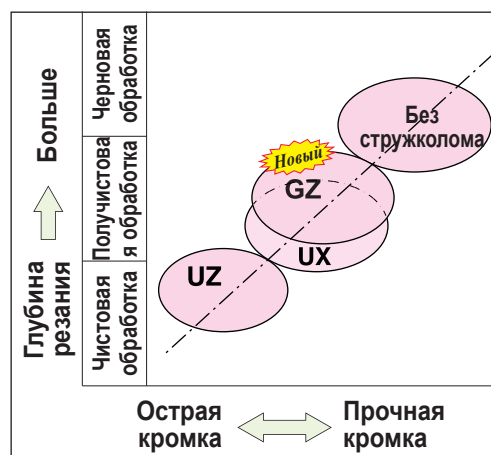 Больше
Глубина
резания
Черновая
обработка
Получистова
я обработка
Чистовая
обработка
Без
стружколома
Новый
GZ
UX
UZ
Острая
кромка
Прочная
кромка